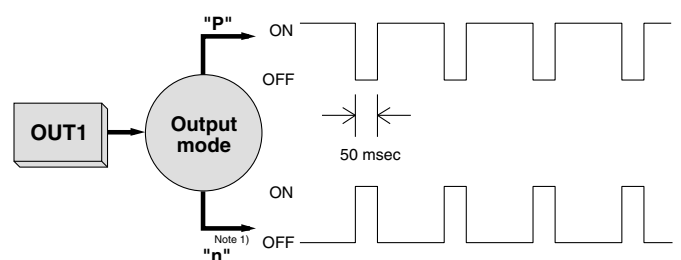 "P"
ON
OFF
OUT1
Output
mode
50 msec
ON
Note 1)
OFF
"n"